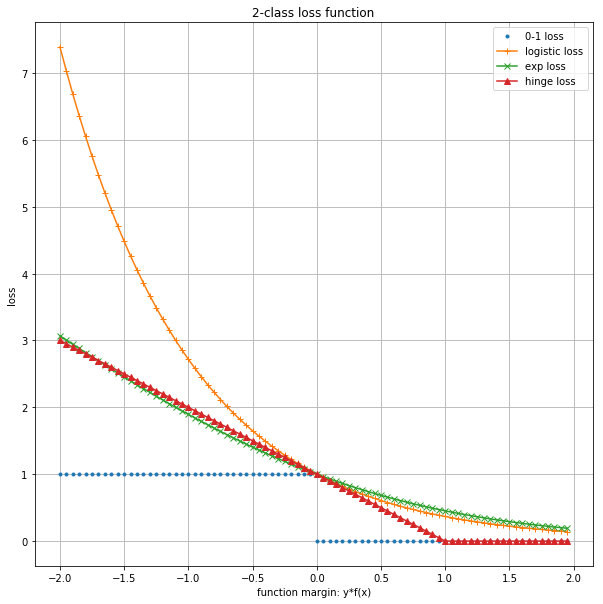 2-class loss function
0-1 loss
logistic loss
exp loss
hinge loss
loss
7
6
5
4
3
2
1
0
−2.0 −1.5 −1.0 −0.5 0.0 0.5 1.0 1.5 2.0
function margin: y*f(x)